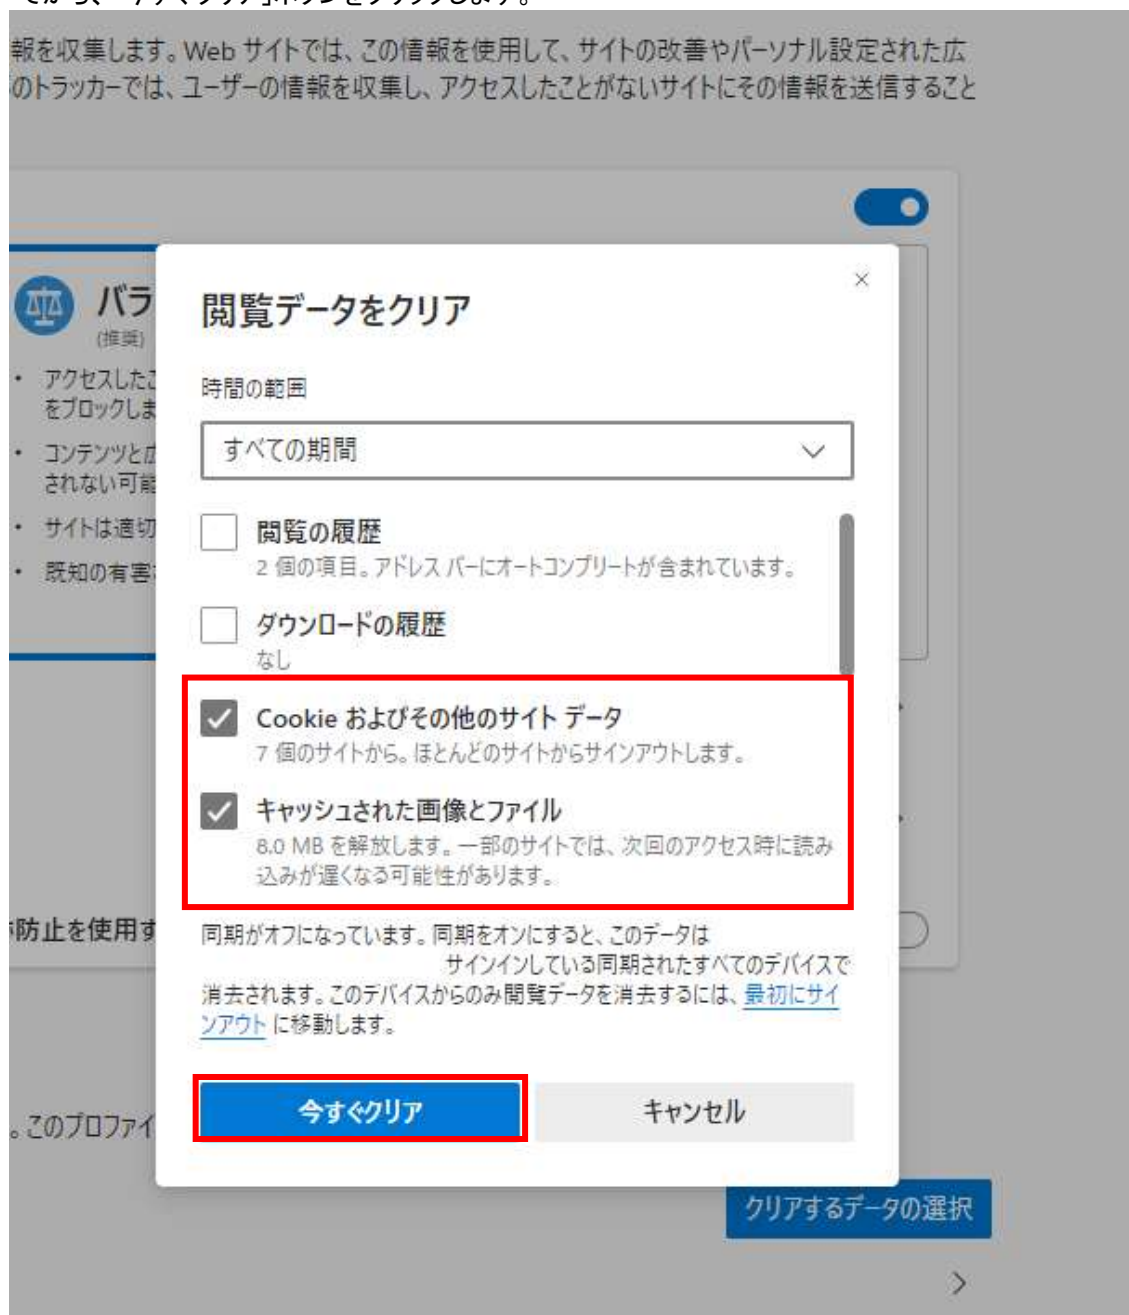 てから、「今すぐクリア」ボタンをクリックします。
報を収集します。Web サイトでは、この情報を使用して、サイトの改善やパーソナル設定された広
のトラッカーでは、ユーザーの情報を収集し、アクセスしたことがないサイトにその情報を送信すること
バラ
(推奨)
アクセスしたこ
をブロックしま
コンテンツと広
されない可能
サイトは適切
既知の有害
閲覧データをクリア
時間の範囲
すべての期間
閲覧の履歴
2 個の項目。アドレス バーにオートコンプリートが含まれています。
ダウンロードの履歴
なし
Cookie およびその他のサイト データ
7 個のサイトから。ほとんどのサイトからサインアウトします。
キャッシュされた画像とファイル
8.0 MB を解放します。一部のサイトでは、次回のアクセス時に読み
込みが遅くなる可能性があります。
防止を使用す
同期がオフになっています。同期をオンにすると、このデータは
サインインしている同期されたすべてのデバイスで
消去されます。このデバイスからのみ閲覧データを消去するには、最初にサイ
ンアウト に移動します。
今すぐクリア
キャンセル
。このプロファイ
クリアするデータの選択